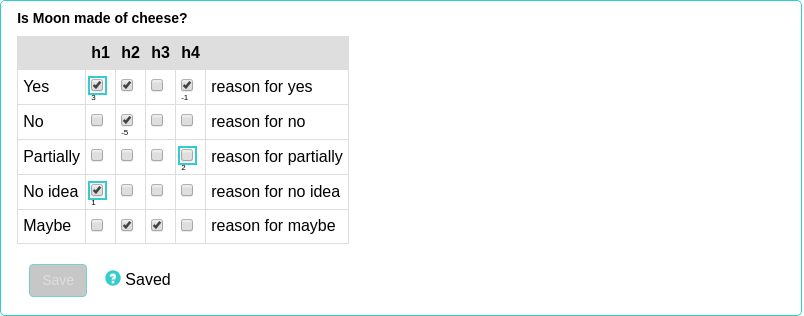 Is Moon made of cheese?
h1 h2 h3 h4
Yes 3 -1 reason for yes
No -5 reason for no
Partially 2 reason for partially
No idea 1 reason for no idea
Maybe reason for maybe
Save ? Saved